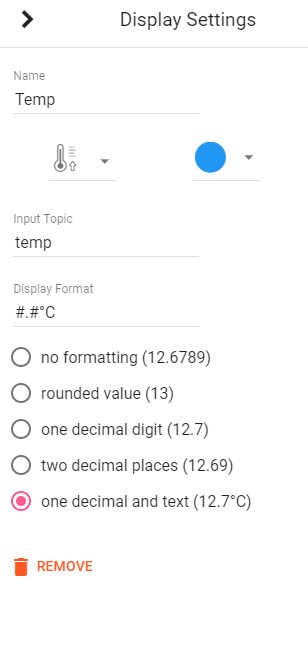 Display Settings
Name
Temp
Input Topic
temp
Display Format
#.#°C
no formatting (12.6789)
rounded value (13)
one decimal digit (12.7)
two decimal places (12.69)
one decimal and text (12.7°C)
REMOVE